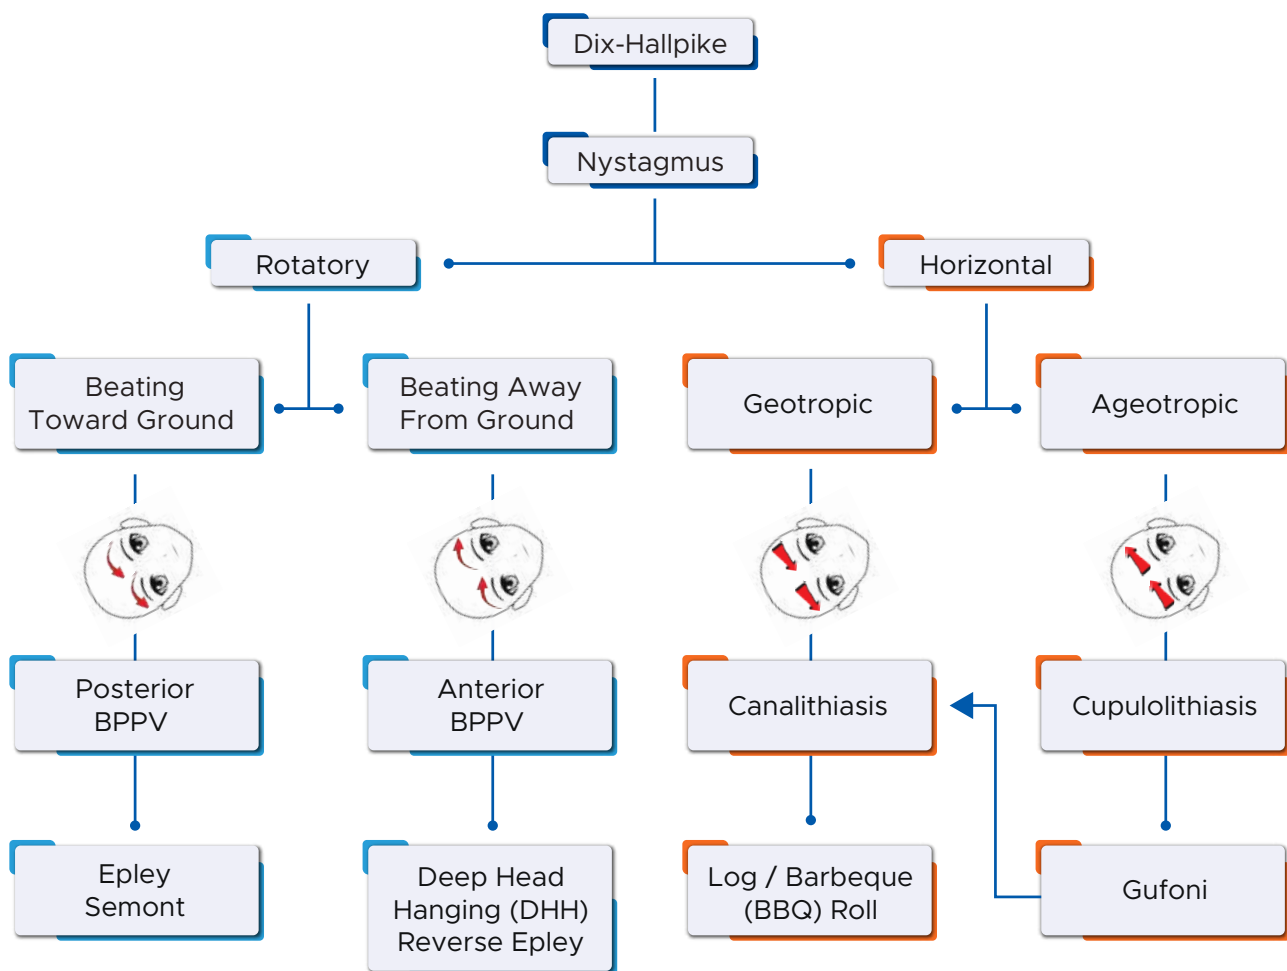 Dix-Hallpike
Nystagmus
Rotatory
Horizontal
Beating
Toward Ground
Beating Away
From Ground
Geotropic
Ageotropic
Posterior
BPPV
Anterior
BPPV
Canalithiasis
Cupulolithiasis
Epley
Semont
Deep Head
Hanging (DHH)
Reverse Epley
Log / Barbeque
(BBQ) Roll
Gufoni